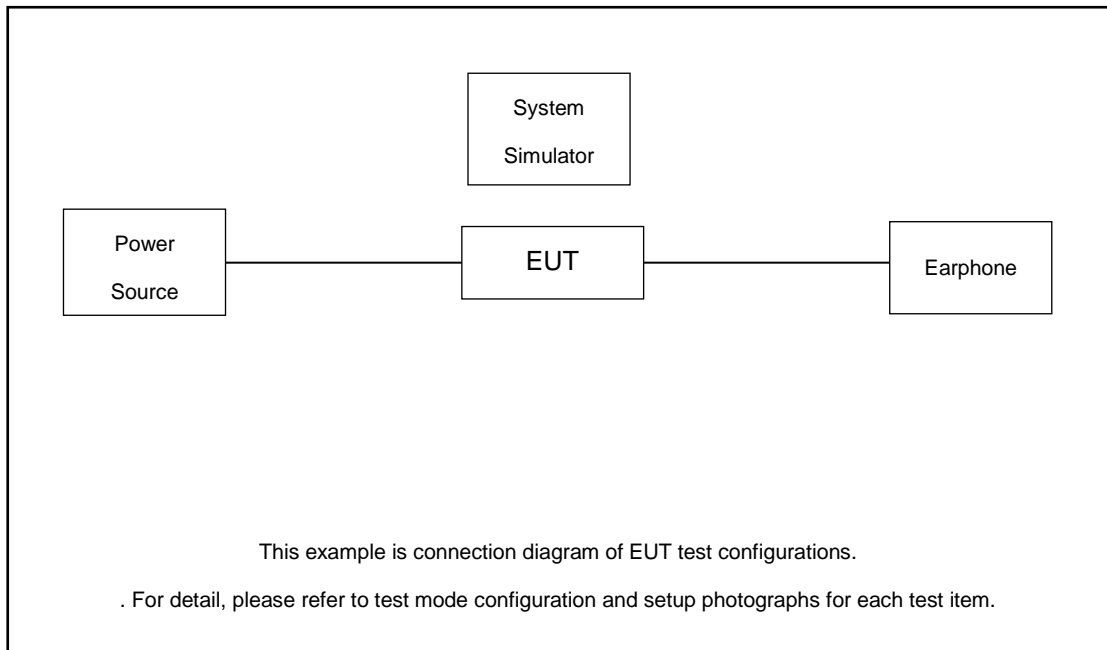 System
Simulator
Power
Source
EUT
Earphone
This example is connection diagram of EUT test configurations.
. For detail, please refer to test mode configuration and setup photographs for each test item.